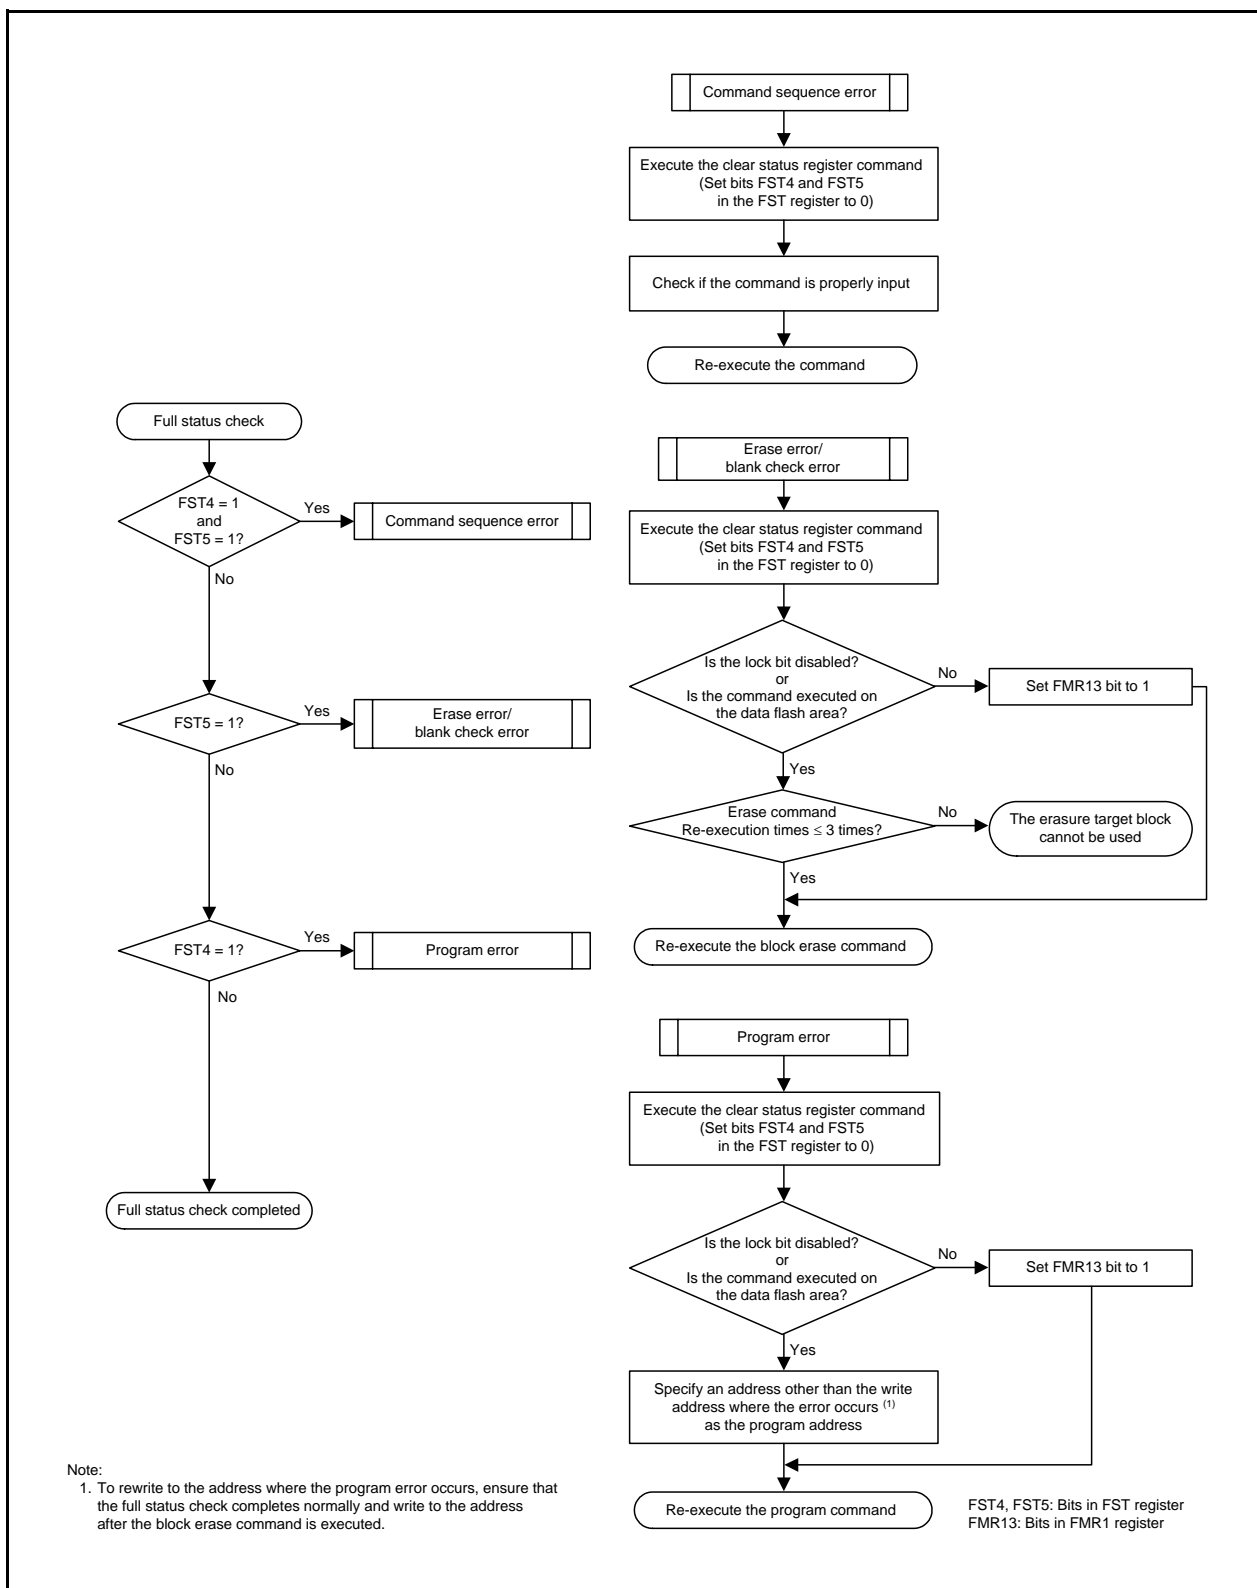 Command sequence error
Execute the clear status register command
(Set bits FST4 and FST5
in the FST register to 0)
Check if the command is properly input
Re-execute the command
Full status check
FST4 = 1
and
FST5 = 1?
Yes
Command sequence error
No
FST5 = 1?
Yes
Erase error/
blank check error
No
FST4 = 1?
Yes
Program error
No
Full status check completed
Erase error/
blank check error
Execute the clear status register command
(Set bits FST4 and FST5
in the FST register to 0)
Is the lock bit disabled?
or
Is the command executed on
the data flash area?
No
Set FMR13 bit to 1
Yes
Erase command
Re-execution times ≤ 3 times?
No
The erasure target block
cannot be used
Yes
Re-execute the block erase command
Program error
Execute the clear status register command
(Set bits FST4 and FST5
in the FST register to 0)
Is the lock bit disabled?
or
Is the command executed on
the data flash area?
No
Set FMR13 bit to 1
Yes
Specify an address other than the write
address where the error occurs (1)
as the program address
Re-execute the program command
Note:
1. To rewrite to the address where the program error occurs, ensure that
the full status check completes normally and write to the address
after the block erase command is executed.
FST4, FST5: Bits in FST register
FMR13: Bits in FMR1 register